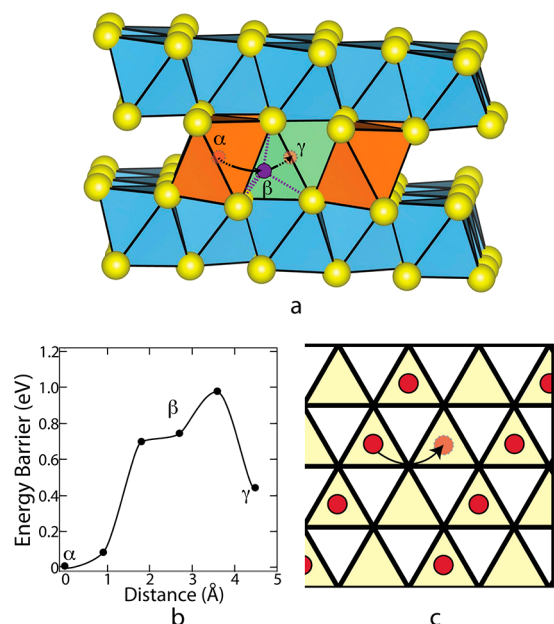 α
γ
β
a
1.2
1.0
0.8
0.6
0.4
0.2
0
Energy Barrier (eV)
α
β
γ
0
1
2
3
4
5
Distance (Å)
b
c